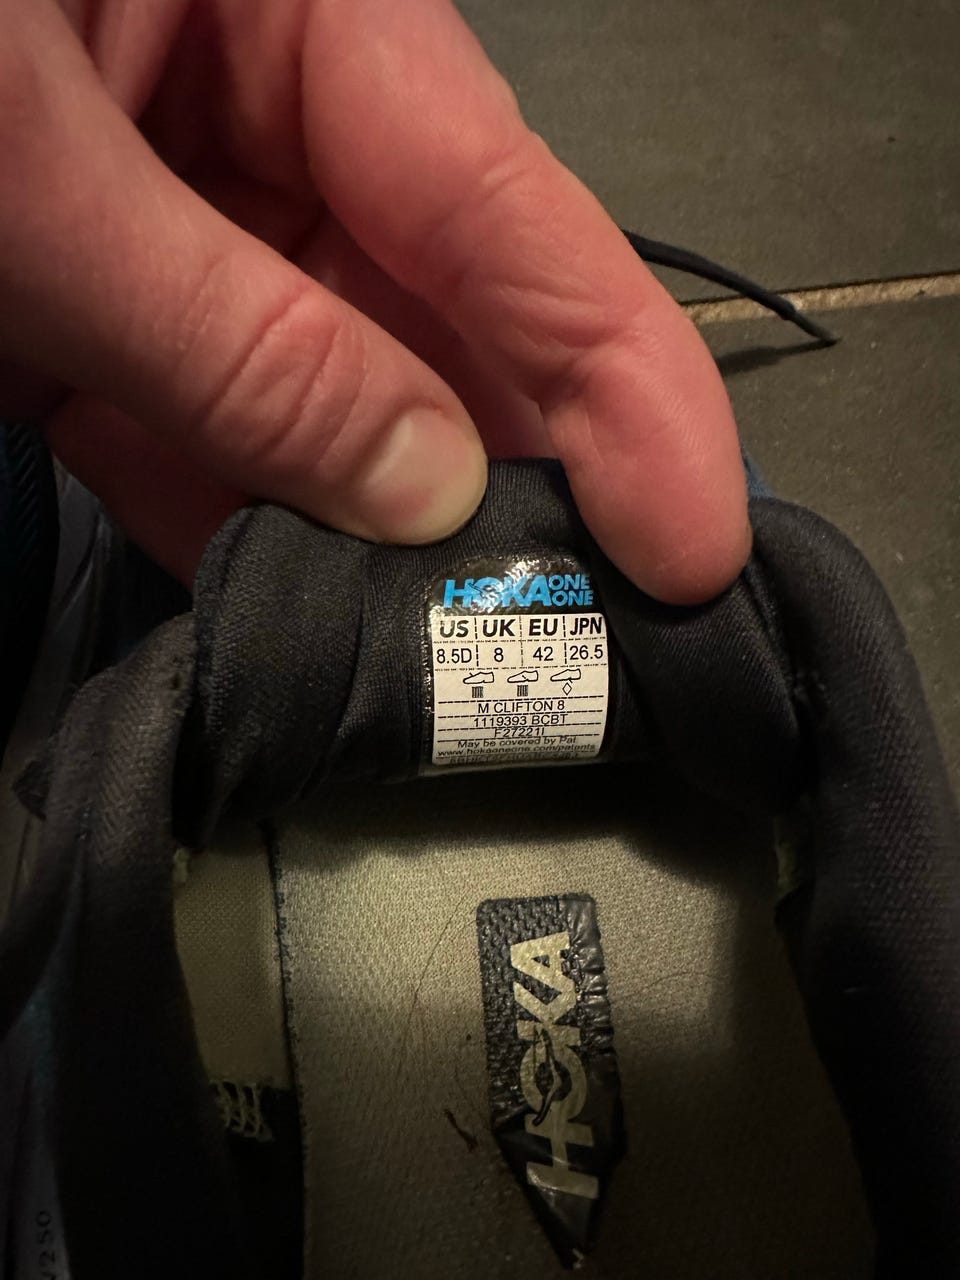 HOKA ONE ONE
US UK EU JPN
8.5D 8 42 26.5
M CLIFTON 8
1119393 BCBT
F27221I
May be covered by Pat.
www.hokaoneone.com/patents
HOKA